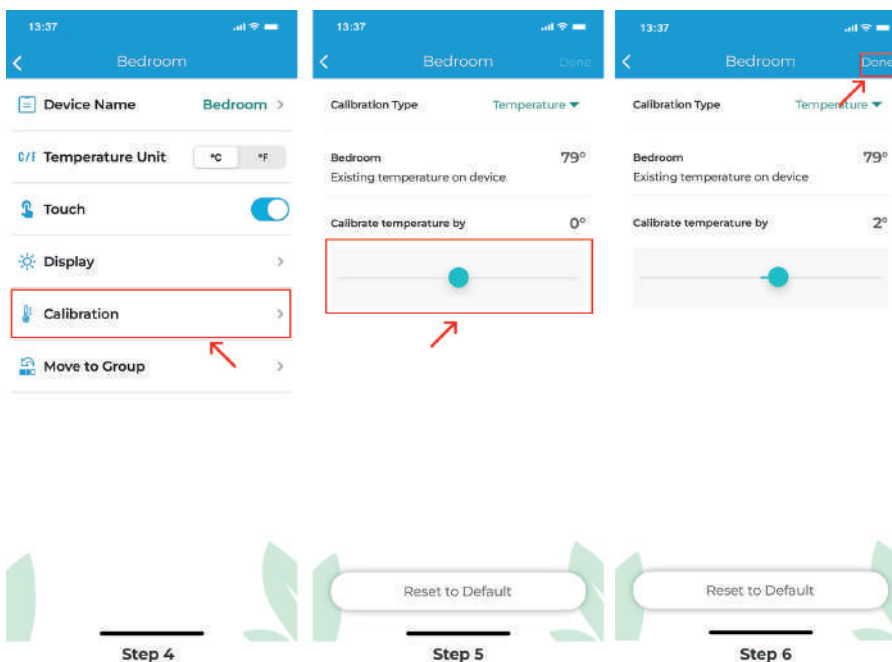 13:37
Bedroom
Device Name Bedroom
C/F Temperature Unit °C °F
Touch
Display
Calibration
Move to Group
Step 4
13:37
Bedroom Done
Calibration Type Temperature
Bedroom 79°
Existing temperature on device
Calibrate temperature by 0°
Reset to Default
Step 5
13:37
Bedroom Done
Calibration Type Temperature
Bedroom 79°
Existing temperature on device
Calibrate temperature by 2°
Reset to Default
Step 6